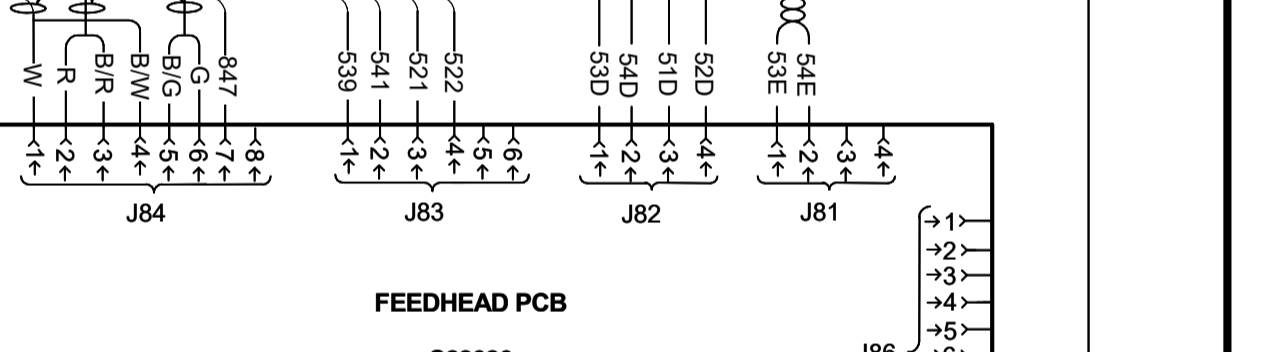 W R B/R B/W B/G G 847 539 541 521 522 53D 54D 51D 52D 53E 54E
<1← <2← <3← <4← <5← <6← <7← <8← <1← <2← <3← <4← <5← <6← <1← <2← <3← <4← <1← <2← <3← <4←
J84 J83 J82 J81
→1>
→2>
→3>
FEEDHEAD PCB →4>
→5>
J86